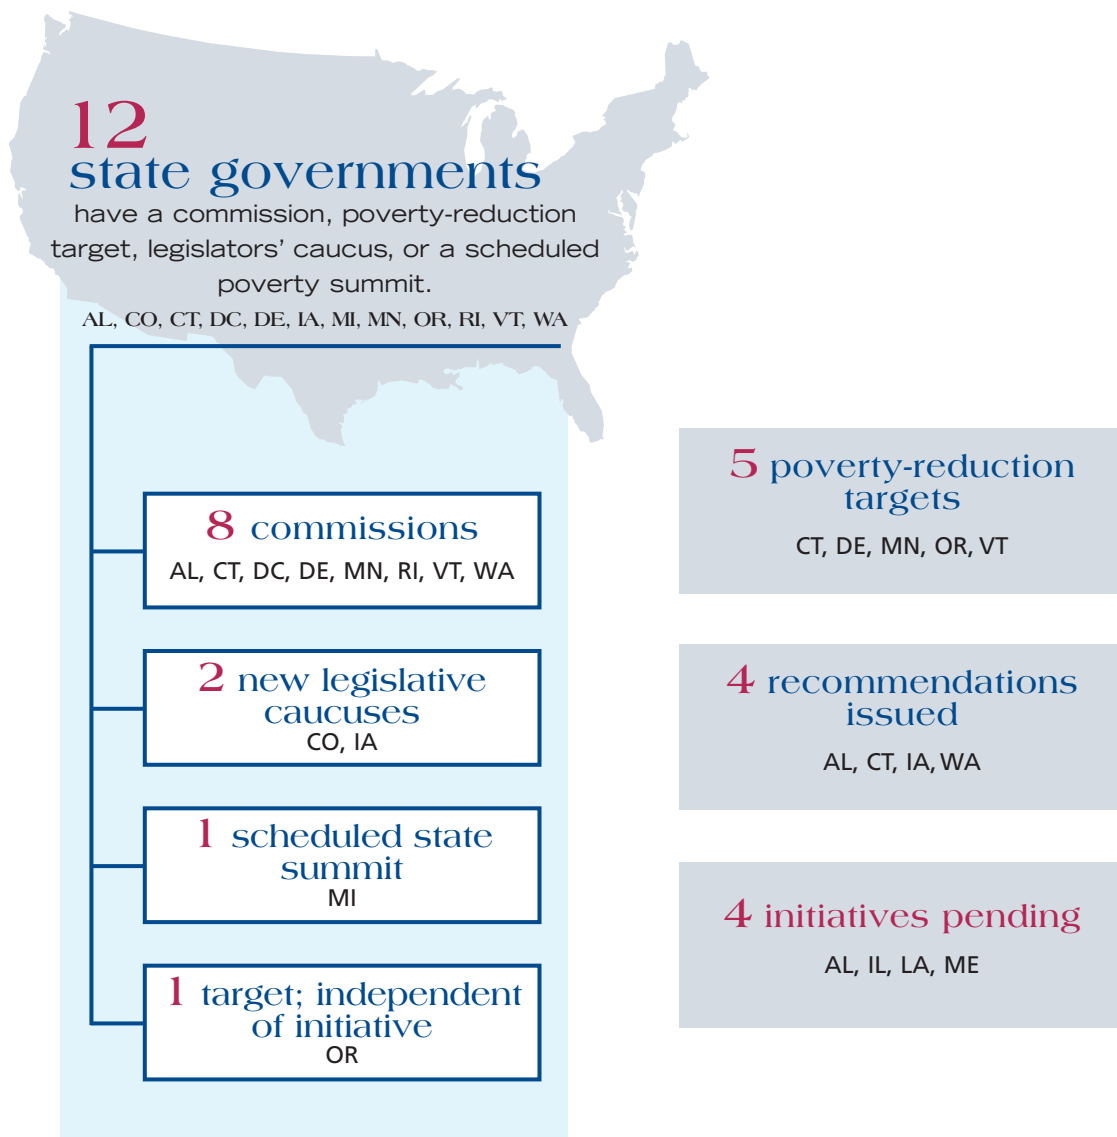 12
state governments
have a commission, poverty-reduction
target, legislators’ caucus, or a scheduled
poverty summit.
AL, CO, CT, DC, DE, IA, MI, MN, OR, RI, VT, WA
8 commissions
AL, CT, DC, DE, MN, RI, VT, WA
2 new legislative
caucuses
CO, IA
1 scheduled state
summit
MI
1 target; independent
of initiative
OR
5 poverty-reduction
targets
CT, DE, MN, OR, VT
4 recommendations
issued
AL, CT, IA, WA
4 initiatives pending
AL, IL, LA, ME